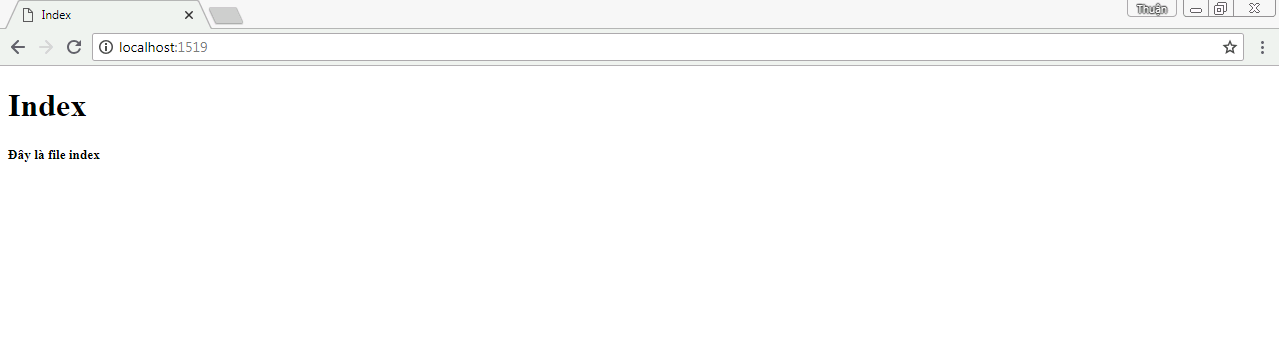 Index
Thuận
localhost:1519
Index
Đây là file index